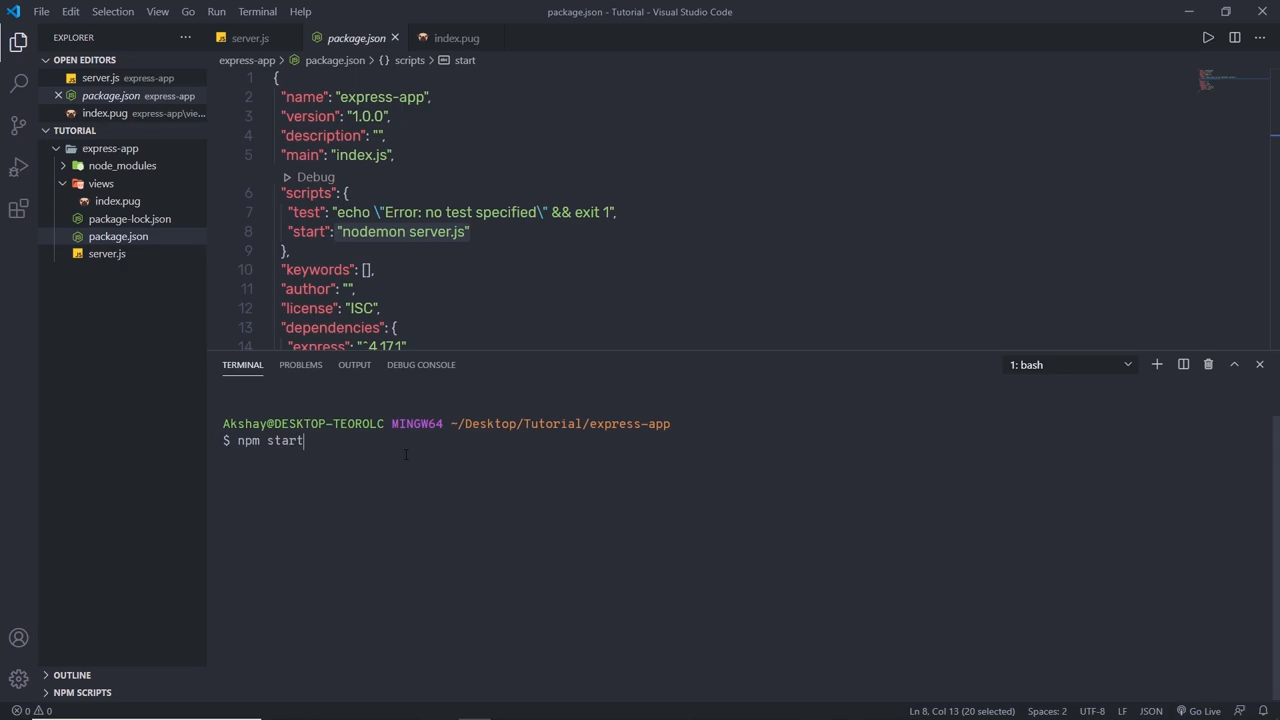 File Edit Selection View Go Run Terminal Help
package.json - Tutorial - Visual Studio Code
EXPLORER
server.js
package.json
index.pug
OPEN EDITORS
express-app > package.json > {} scripts > start
server.js express-app
package.json express-app
index.pug express-app\vie...
TUTORIAL
express-app
node_modules
views
index.pug
package-lock.json
package.json
server.js
1 {
2 "name": "express-app",
3 "version": "1.0.0",
4 "description": "",
5 "main": "index.js",
Debug
6 "scripts": {
7 "test": "echo \"Error: no test specified\" && exit 1",
8 "start": "nodemon server.js"
9 },
10 "keywords": [],
11 "author": "",
12 "license": "ISC",
13 "dependencies": {
14 "express": "^4.17.1"
TERMINAL PROBLEMS OUTPUT DEBUG CONSOLE
1: bash
Akshay@DESKTOP-TEOROLC MINGW64 ~/Desktop/Tutorial/express-app
$ npm start
OUTLINE
NPM SCRIPTS
0 0
Ln 8, Col 13 (20 selected) Spaces: 2 UTF-8 LF JSON Go Live